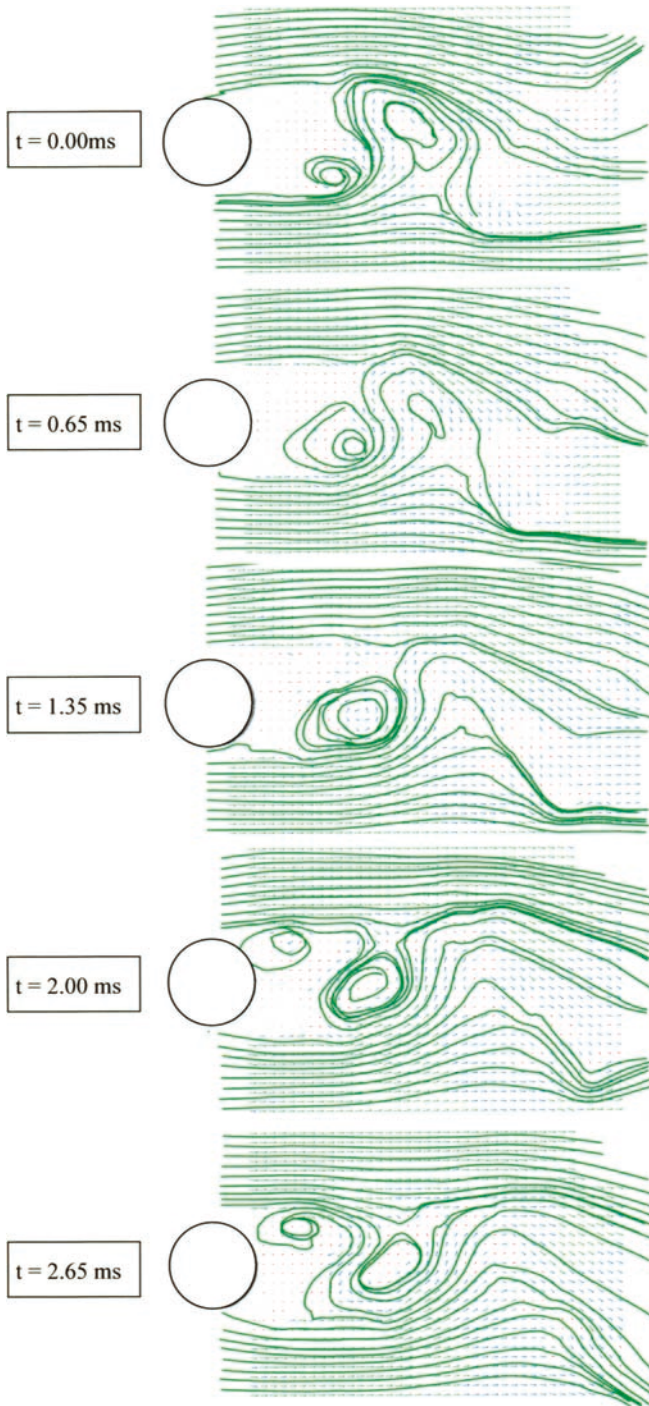 t = 0.00ms
t = 0.65 ms
t = 1.35 ms
t = 2.00 ms
t = 2.65 ms